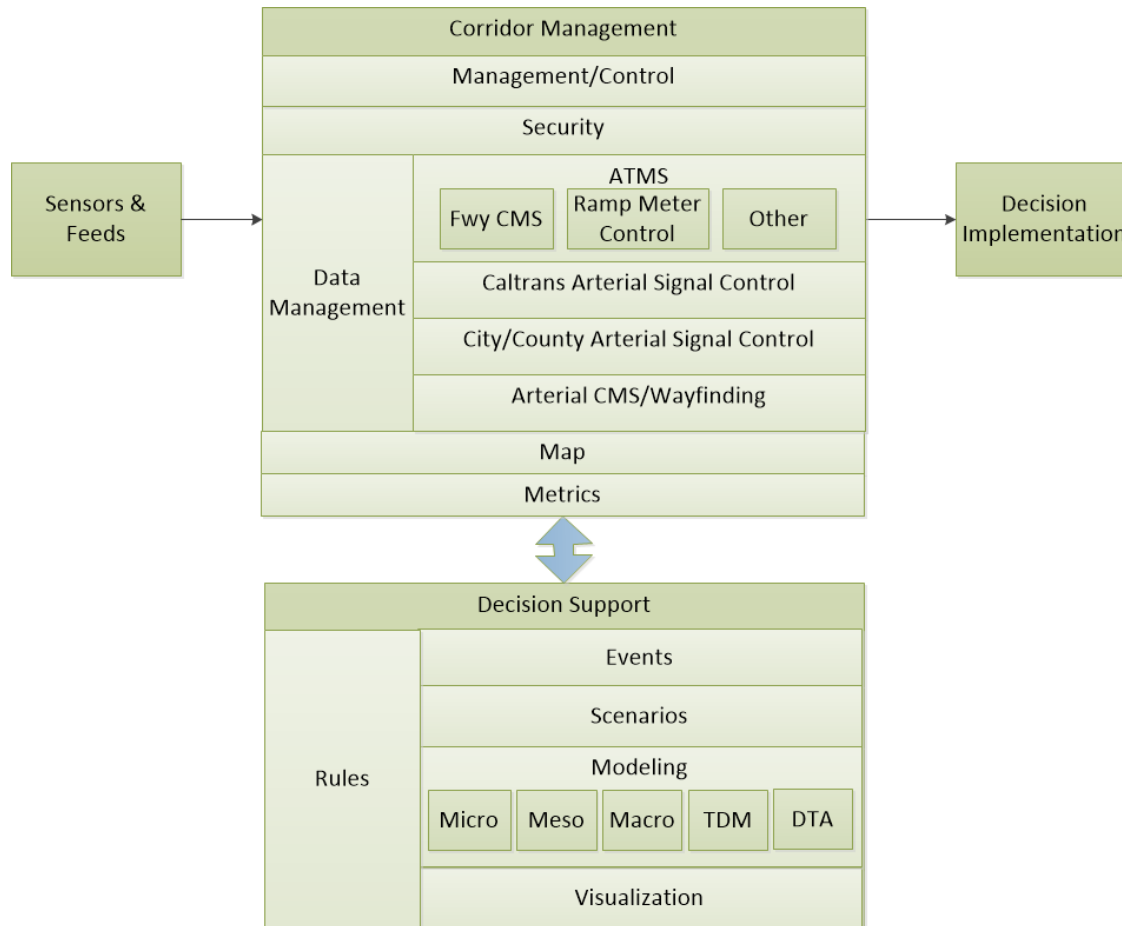 Corridor Management
Management/Control
Security
Sensors &
Feeds
Data
Management
ATMS
Fwy CMS
Ramp Meter
Control
Other
Caltrans Arterial Signal Control
City/County Arterial Signal Control
Arterial CMS/Wayfinding
Map
Metrics
Decision
Implementation
Decision Support
Rules
Events
Scenarios
Modeling
Micro
Meso
Macro
TDM
DTA
Visualization